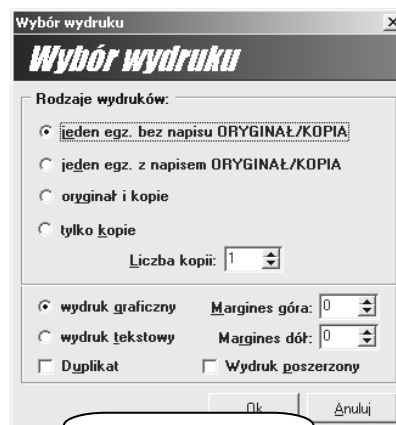 Wybór wydruku
Wybór wydruku
Rodzaje wydruków:
jeden egz. bez napisu ORYGINAŁ/KOPIA
jeden egz. z napisem ORYGINAŁ/KOPIA
oryginał i kopie
tylko kopie
Liczba kopii: 1
wydruk graficzny Margines góra: 0
wydruk tekstowy Margines dół: 0
Duplikat Wydruk poszerzony
Ok Anuluj